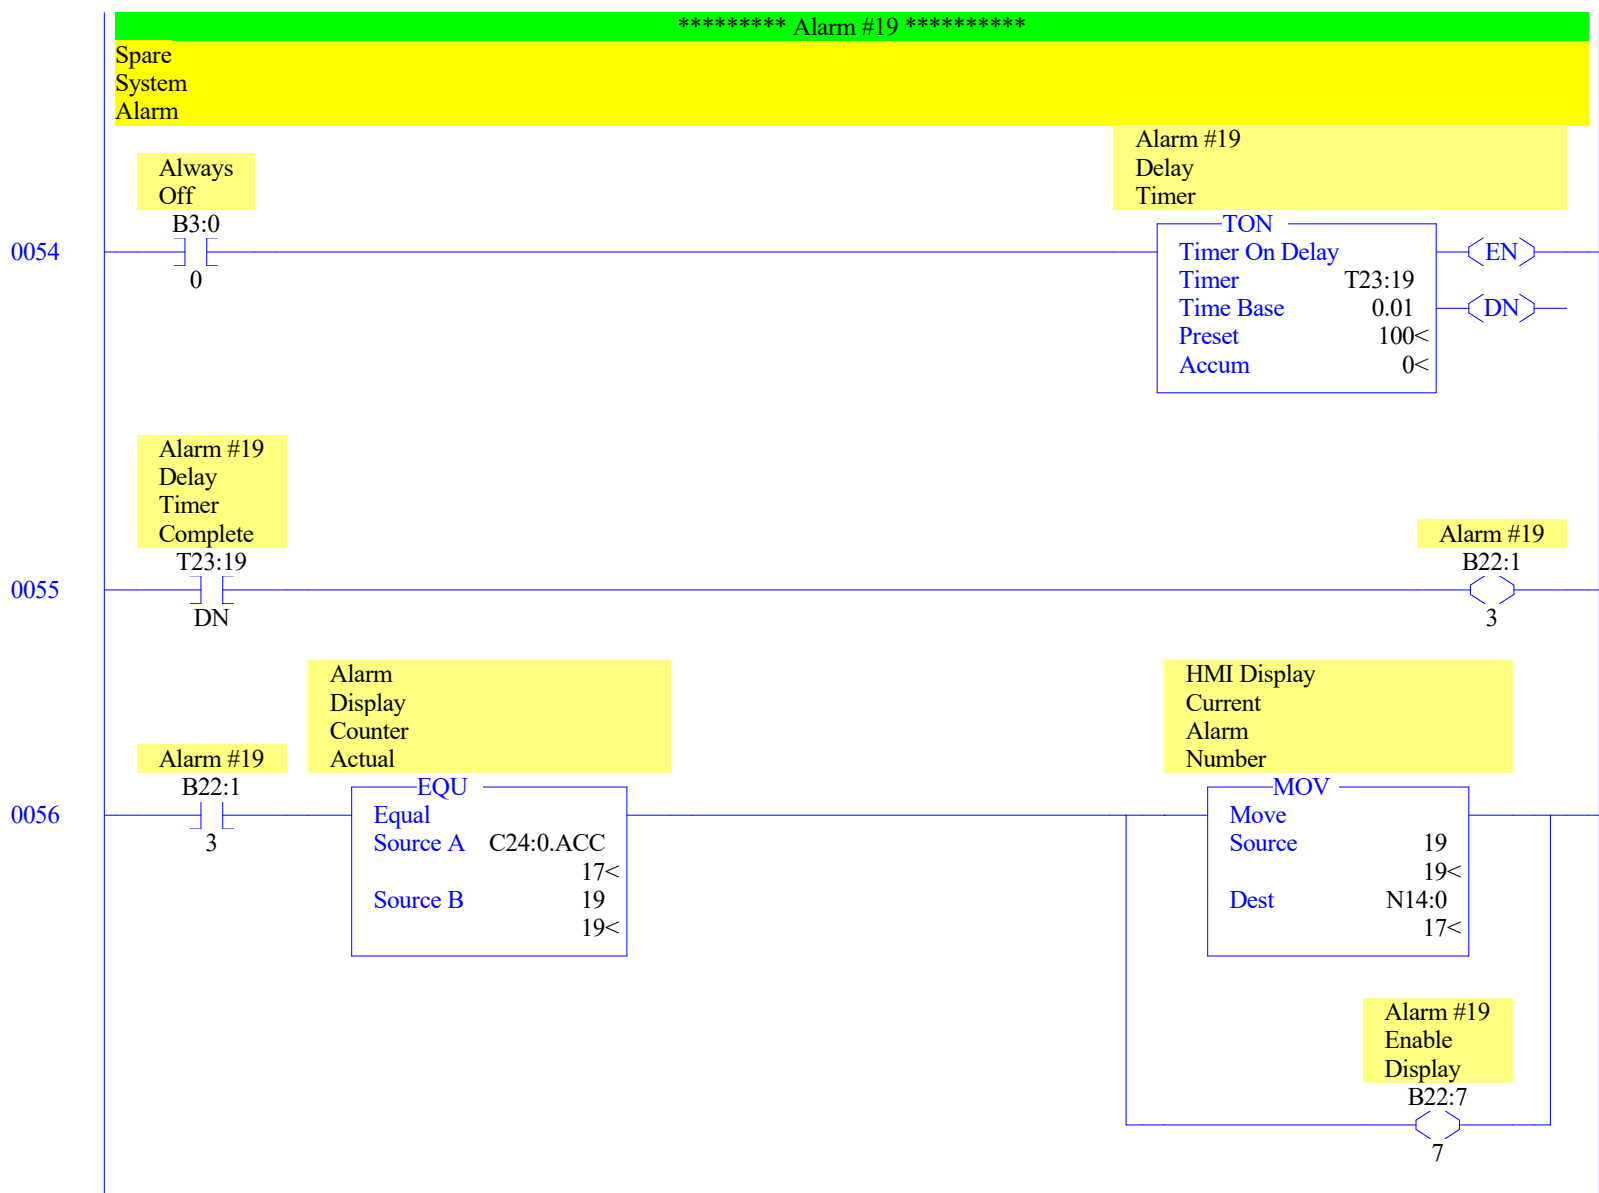 ********* Alarm #19 **********
Spare
System
Alarm
Always
Off
B3:0
0
Alarm #19
Delay
Timer
TON
Timer On Delay
Timer T23:19
Time Base 0.01
Preset 100<
Accum 0<
EN
DN
0054
Alarm #19
Delay
Timer
Complete
T23:19
DN
Alarm #19
B22:1
3
0055
Alarm #19
B22:1
3
Alarm
Display
Counter
Actual
EQU
Equal
Source A C24:0.ACC
17<
Source B 19
19<
HMI Display
Current
Alarm
Number
MOV
Move
Source 19
19<
Dest N14:0
17<
0056
Alarm #19
Enable
Display
B22:7
7